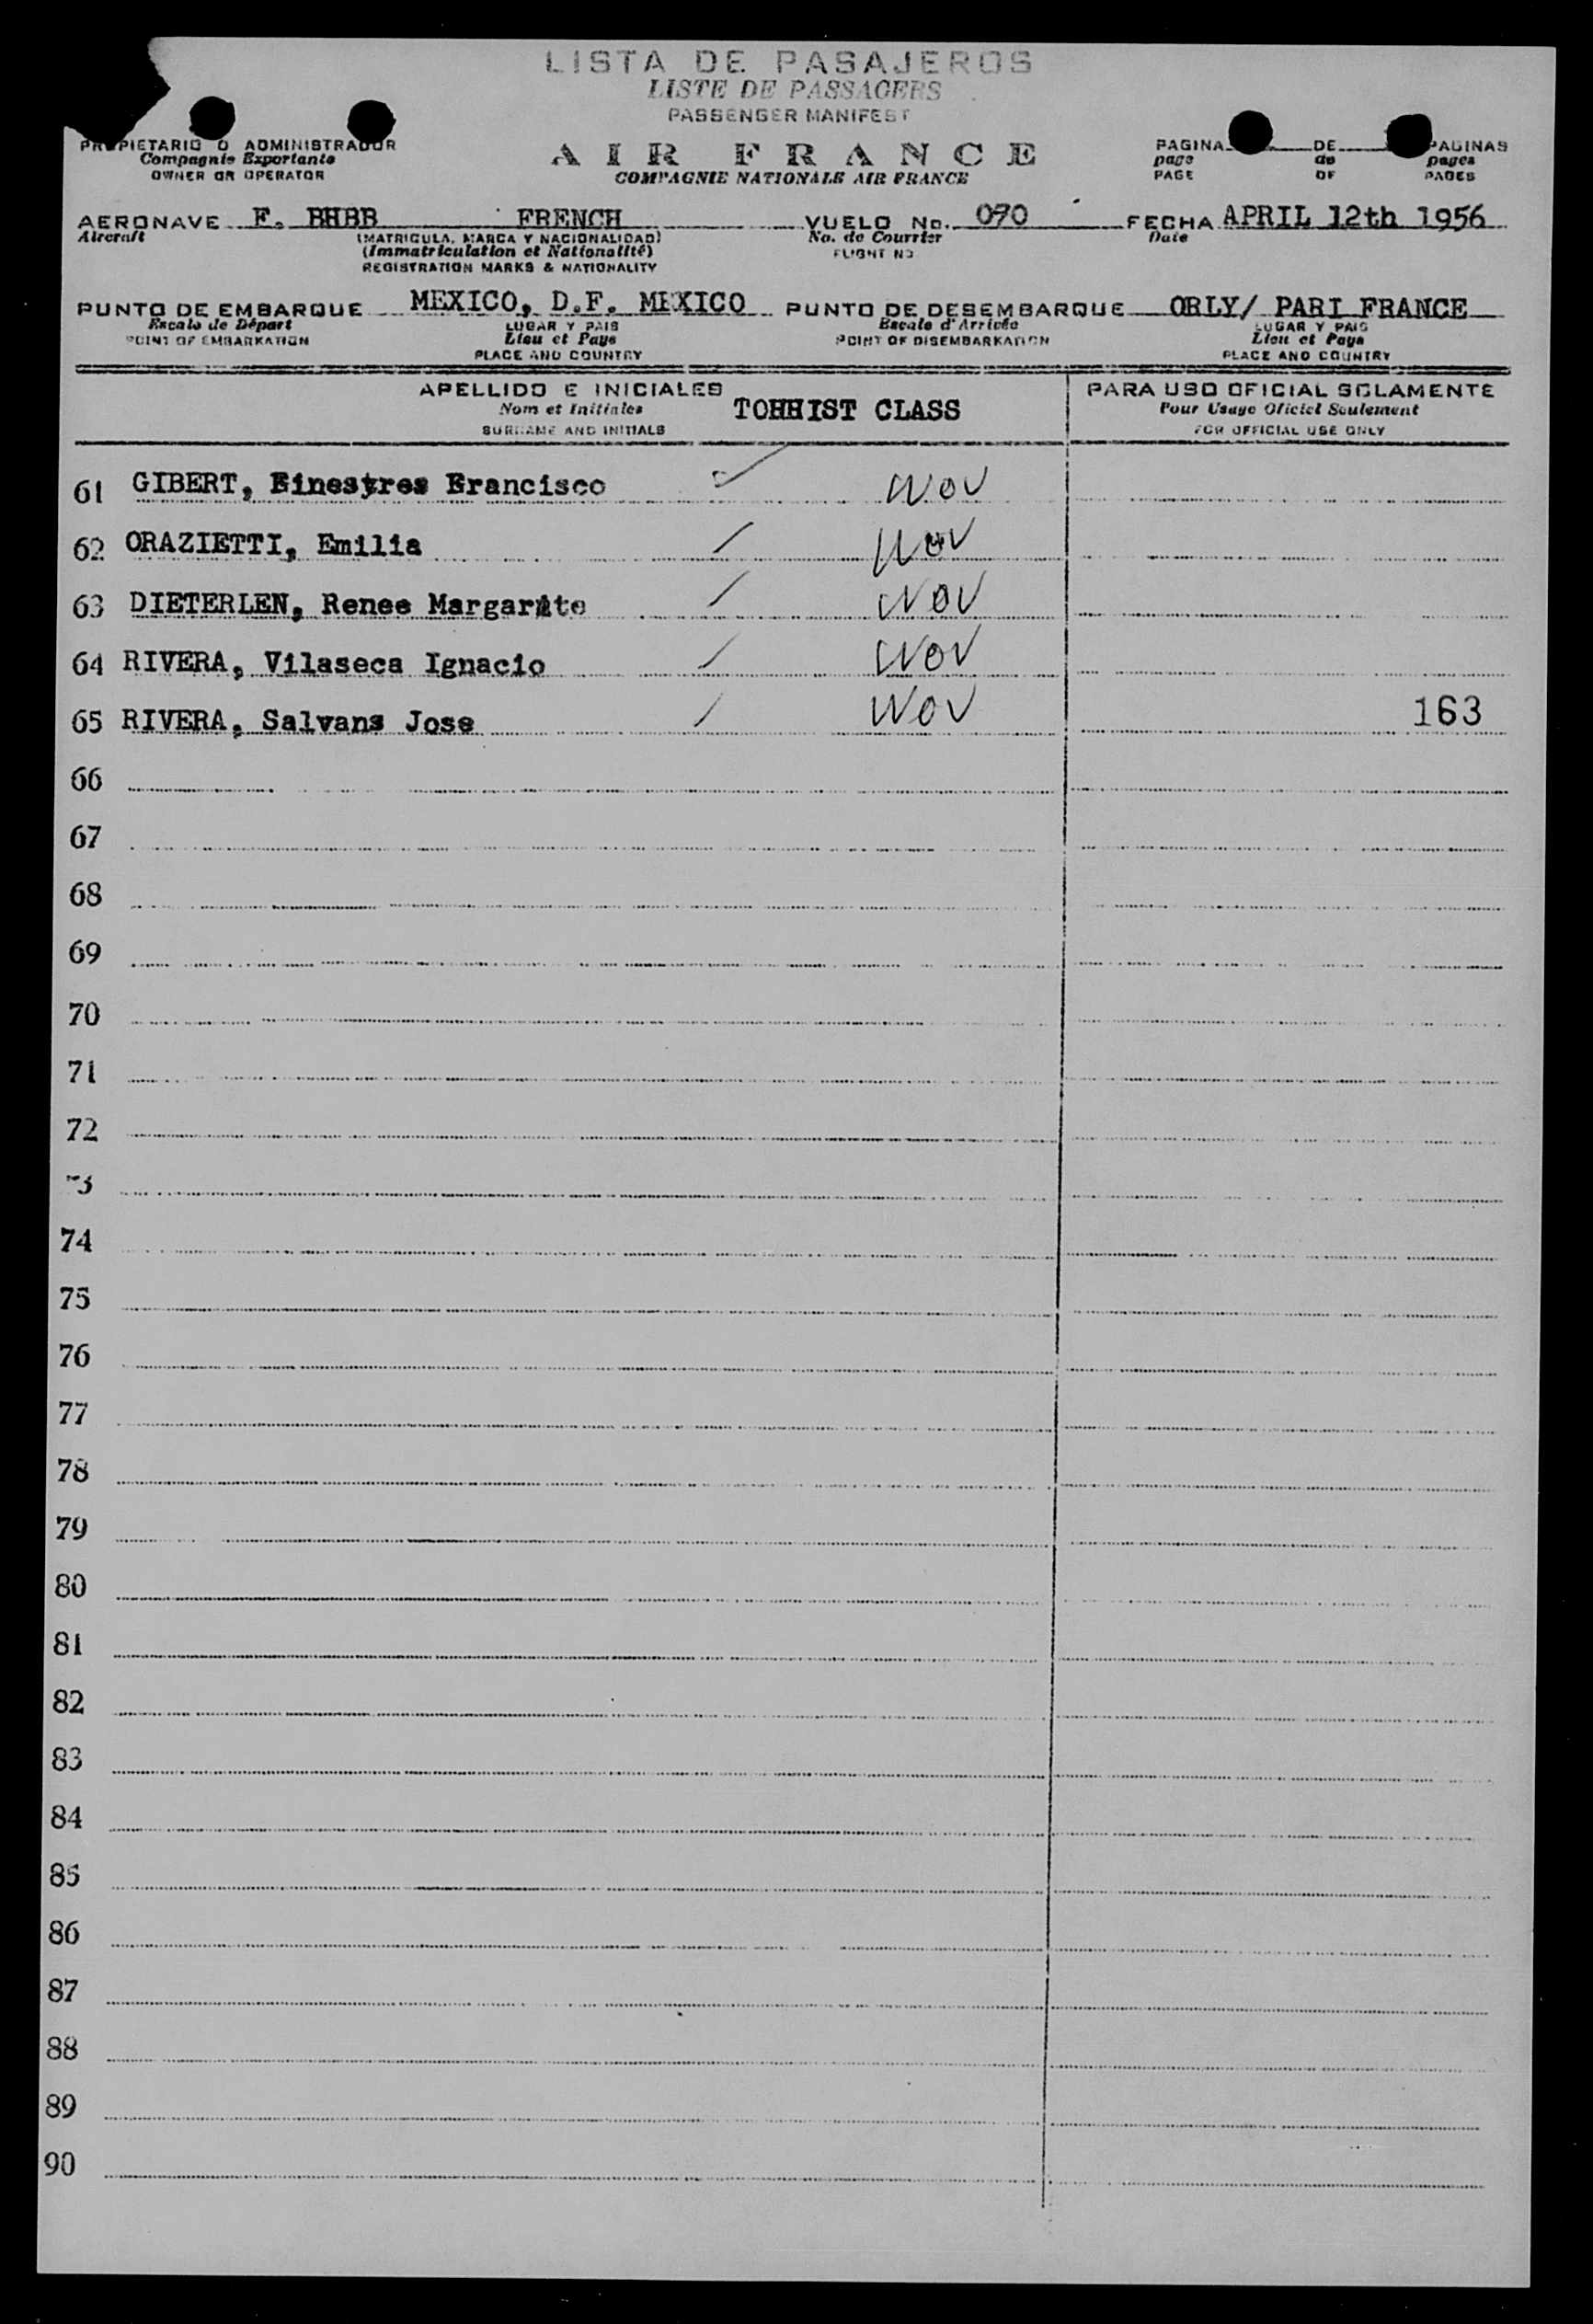 LISTA DE PASAJEROS
LISTE DE PASSAGERS
PASSENGER MANIFEST
PROPIETARIO O ADMINISTRADOR
Compagnie Exportante
OWNER OR OPERATOR
AIR FRANCE
COMPAGNIE NATIONALE AIR FRANCE
PAGINA DE PAGINAS
page de pages
PAGE OF PAGES
AERONAVE F. BHBB FRENCH VUELO No. 070 FECHA APRIL 12th 1956
Aircraft (MATRICULA, MARCA Y NACIONALIDAD) No. de Courrier Date
(Immatriculation et Nationalité) FLIGHT NO
REGISTRATION MARKS & NATIONALITY
PUNTO DE EMBARQUE MEXICO, D.F. MEXICO PUNTO DE DESEMBARQUE ORLY/ PARI FRANCE
Escale de Départ LUGAR Y PAIS Escale d'Arrivée LUGAR Y PAIS
POINT OF EMBARKATION Lieu et Pays POINT OF DISEMBARKATION Lieu et Pays
PLACE AND COUNTRY PLACE AND COUNTRY
APELLIDO E INICIALES PARA USO OFICIAL SOLAMENTE
Nom et Initiales TOHHIST CLASS Pour Usage Oficiel Seulement
SURNAME AND INITIALS FOR OFFICIAL USE ONLY
61 GIBERT, Finestres Francisco
62 ORAZIETTI, Emilia
63 DIETERLEN, Renee Margarite
64 RIVERA, Vilaseca Ignacio
65 RIVERA, Salvans Jose 163
66
67
68
69
70
71
72
73
74
75
76
77
78
79
80
81
82
83
84
85
86
87
88
89
90